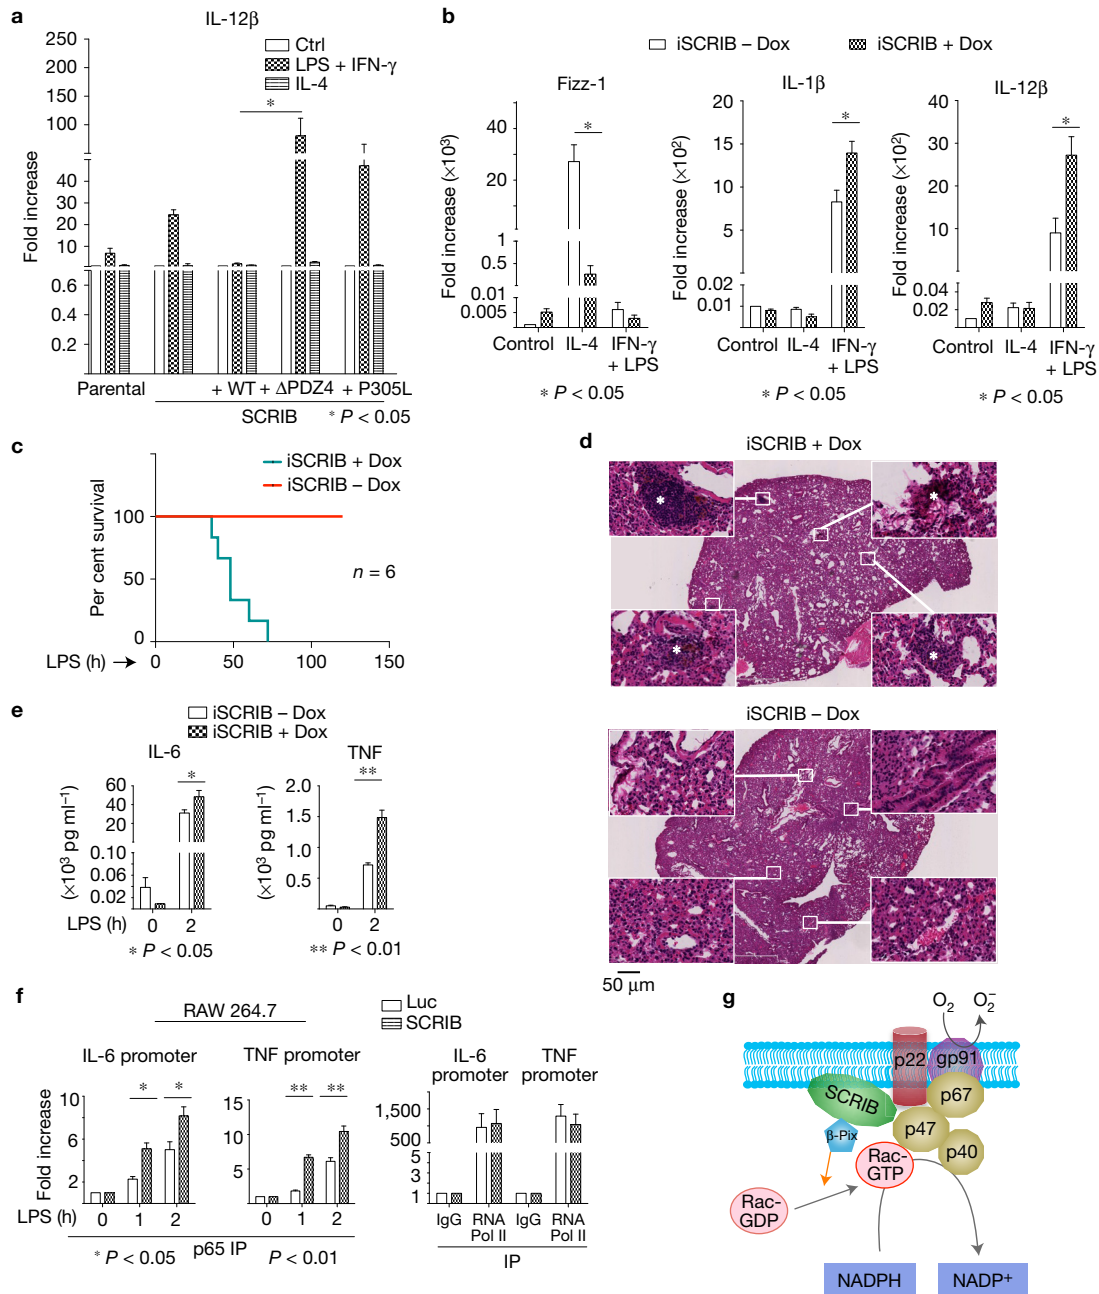 a
IL-12β
Ctrl
LPS + IFN-γ
IL-4
Fold increase
250
200
150
100
50
40
30
20
10
0.6
0.4
0.2
*
Parental
+ WT + ΔPDZ4 + P305L
SCRIB
* P < 0.05
b
iSCRIB – Dox
iSCRIB + Dox
Fizz-1
Fold increase (×10³)
40
20
1
0.5
0.01
0.005
*
Control IL-4 IFN-γ
+ LPS
* P < 0.05
IL-1β
Fold increase (×10²)
20
15
10
5
0.02
0.01
*
Control IL-4 IFN-γ
+ LPS
* P < 0.05
IL-12β
Fold increase (×10²)
40
30
20
10
0.04
0.02
*
Control IL-4 IFN-γ
+ LPS
* P < 0.05
c
iSCRIB + Dox
iSCRIB – Dox
Per cent survival
100
50
0
n = 6
LPS (h) → 0 50 100 150
d
iSCRIB + Dox
*
*
*
*
iSCRIB – Dox
50 µm
e
iSCRIB – Dox
iSCRIB + Dox
IL-6
(×10³ pg ml⁻¹)
60
40
20
0.10
0.06
0.02
*
LPS (h) 0 2
* P < 0.05
TNF
(×10³ pg ml⁻¹)
2.0
1.5
1.0
0.5
**
0 2
** P < 0.01
f
RAW 264.7
Luc
SCRIB
IL-6 promoter
Fold increase
10
6
2
* *
LPS (h) 0 1 2
TNF promoter
15
10
5
** **
0 1 2
p65 IP
* P < 0.05
P < 0.01
IL-6
promoter
TNF
promoter
1,500
500
5
3
1
IgG RNA IgG RNA
Pol II Pol II
IP
g
O₂ O₂⁻
p22
gp91
SCRIB
p67
β-Pix
p47
p40
Rac-
GTP
Rac-
GDP
NADPH
NADP⁺